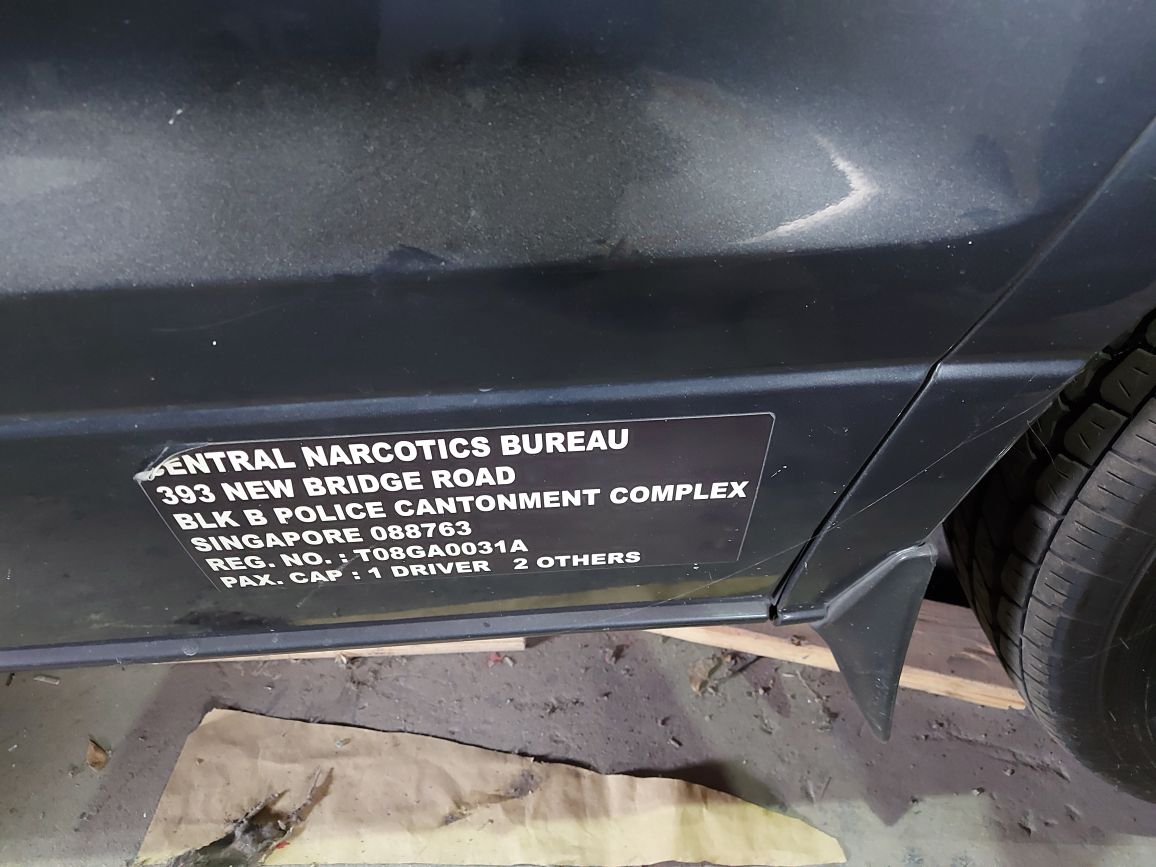 CENTRAL NARCOTICS BUREAU
393 NEW BRIDGE ROAD
BLK B POLICE CANTONMENT COMPLEX
SINGAPORE 088763
REG. NO. : T08GA0031A
PAX. CAP : 1 DRIVER 2 OTHERS